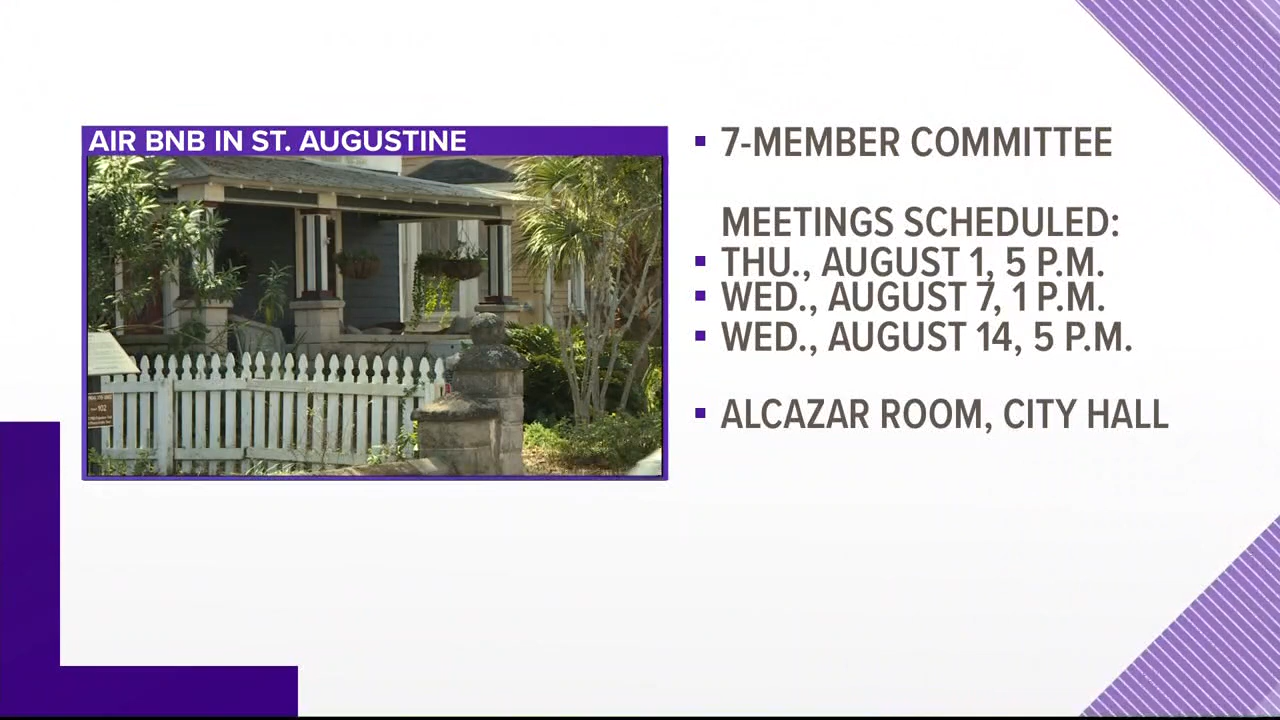 AIR BNB IN ST. AUGUSTINE
7-MEMBER COMMITTEE
MEETINGS SCHEDULED:
THU., AUGUST 1, 5 P.M.
WED., AUGUST 7, 1 P.M.
WED., AUGUST 14, 5 P.M.
ALCAZAR ROOM, CITY HALL
102